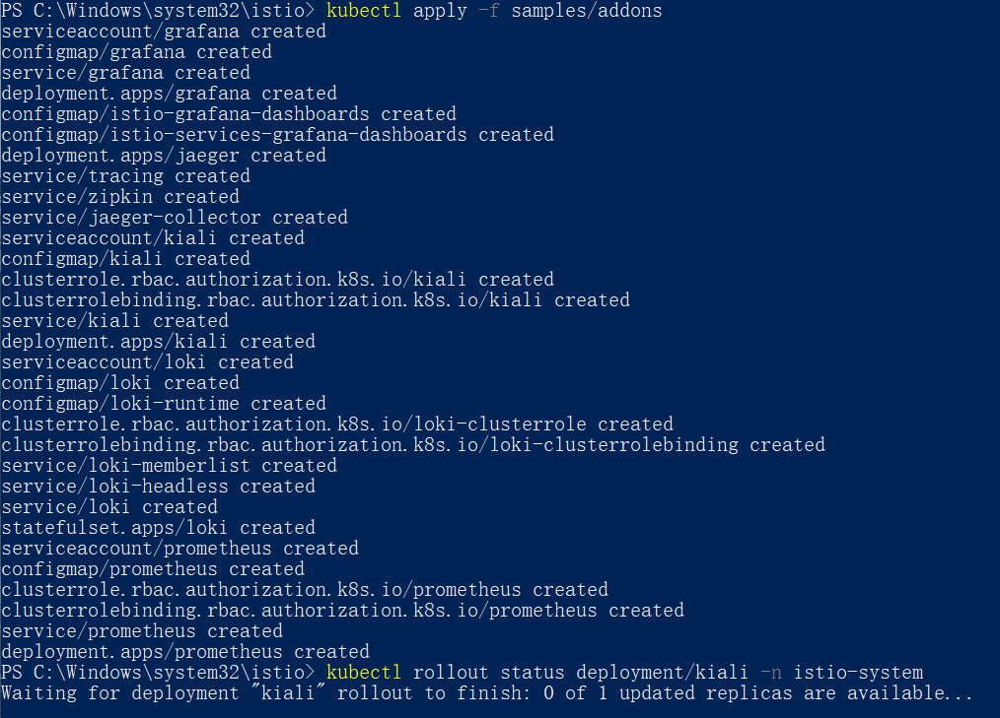 PS C:\Windows\system32\istio> kubectl apply -f samples/addons
serviceaccount/grafana created
configmap/grafana created
service/grafana created
deployment.apps/grafana created
configmap/istio-grafana-dashboards created
configmap/istio-services-grafana-dashboards created
deployment.apps/jaeger created
service/tracing created
service/zipkin created
service/jaeger-collector created
serviceaccount/kiali created
configmap/kiali created
clusterrole.rbac.authorization.k8s.io/kiali created
clusterrolebinding.rbac.authorization.k8s.io/kiali created
service/kiali created
deployment.apps/kiali created
serviceaccount/loki created
configmap/loki created
configmap/loki-runtime created
clusterrole.rbac.authorization.k8s.io/loki-clusterrole created
clusterrolebinding.rbac.authorization.k8s.io/loki-clusterrolebinding created
service/loki-memberlist created
service/loki-headless created
service/loki created
statefulset.apps/loki created
serviceaccount/prometheus created
configmap/prometheus created
clusterrole.rbac.authorization.k8s.io/prometheus created
clusterrolebinding.rbac.authorization.k8s.io/prometheus created
service/prometheus created
deployment.apps/prometheus created
PS C:\Windows\system32\istio> kubectl rollout status deployment/kiali -n istio-system
Waiting for deployment "kiali" rollout to finish: 0 of 1 updated replicas are available...